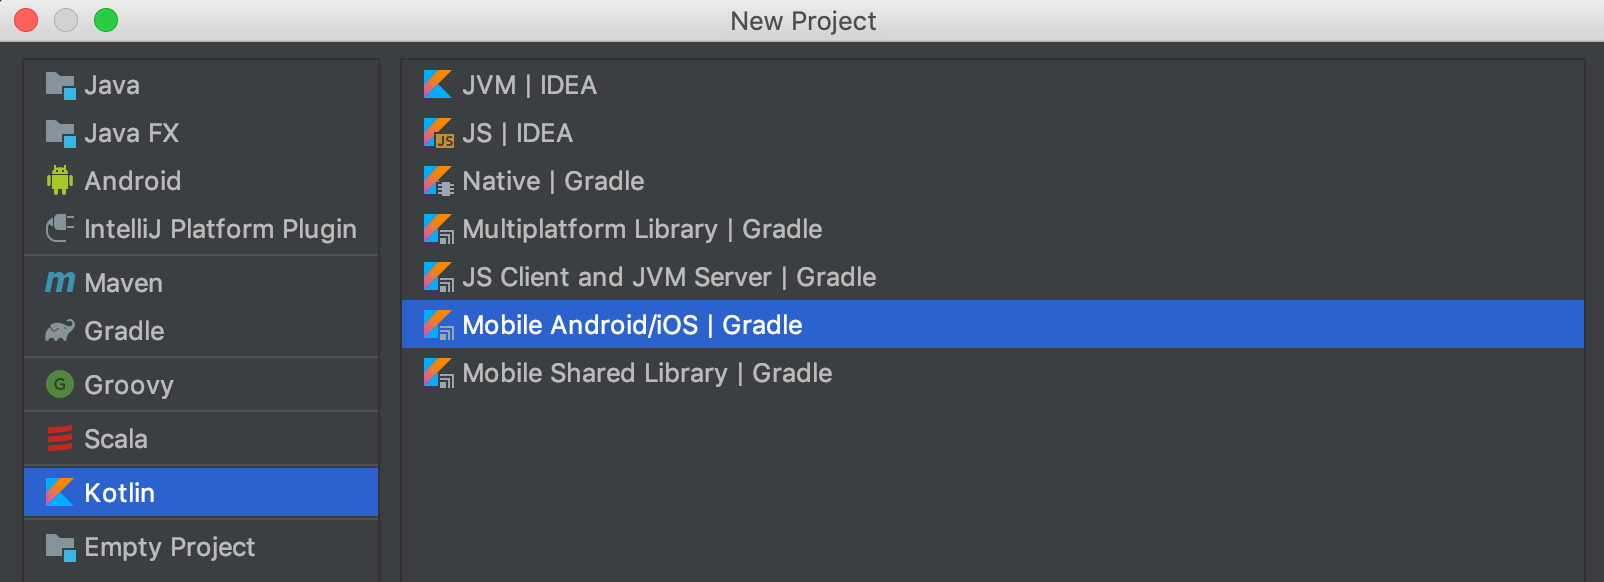 New Project
Java
Java FX
Android
IntelliJ Platform Plugin
m Maven
Gradle
G Groovy
Scala
Kotlin
Empty Project
JVM | IDEA
JS JS | IDEA
Native | Gradle
Multiplatform Library | Gradle
JS Client and JVM Server | Gradle
Mobile Android/iOS | Gradle
Mobile Shared Library | Gradle